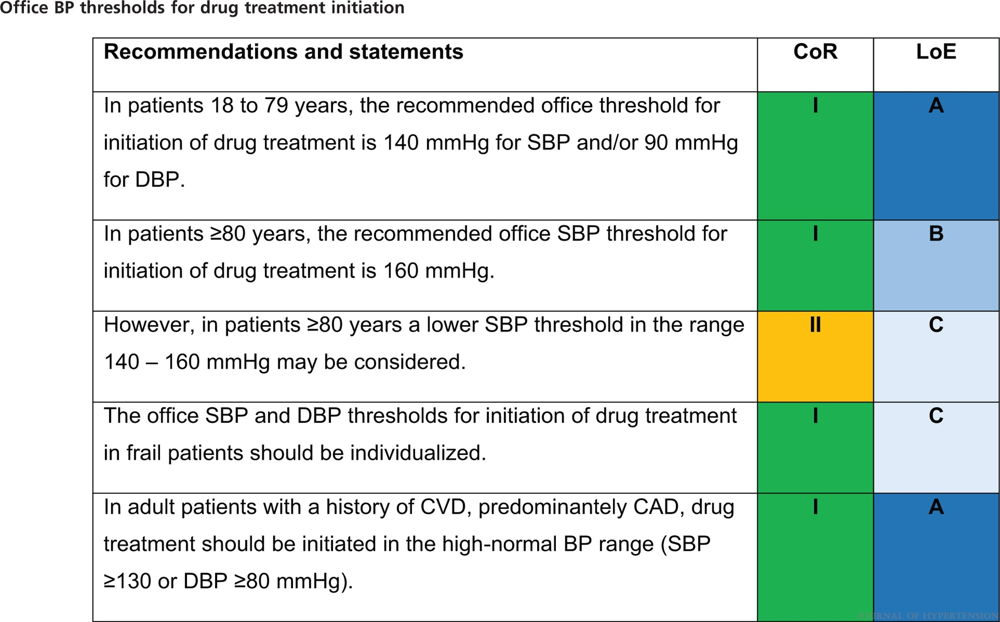 Office BP thresholds for drug treatment initiation
Recommendations and statements CoR LoE
In patients 18 to 79 years, the recommended office threshold for I A
initiation of drug treatment is 140 mmHg for SBP and/or 90 mmHg
for DBP.
In patients ≥80 years, the recommended office SBP threshold for I B
initiation of drug treatment is 160 mmHg.
However, in patients ≥80 years a lower SBP threshold in the range II C
140 – 160 mmHg may be considered.
The office SBP and DBP thresholds for initiation of drug treatment I C
in frail patients should be individualized.
In adult patients with a history of CVD, predominantely CAD, drug I A
treatment should be initiated in the high-normal BP range (SBP
≥130 or DBP ≥80 mmHg).
JOURNAL OF HYPERTENSION